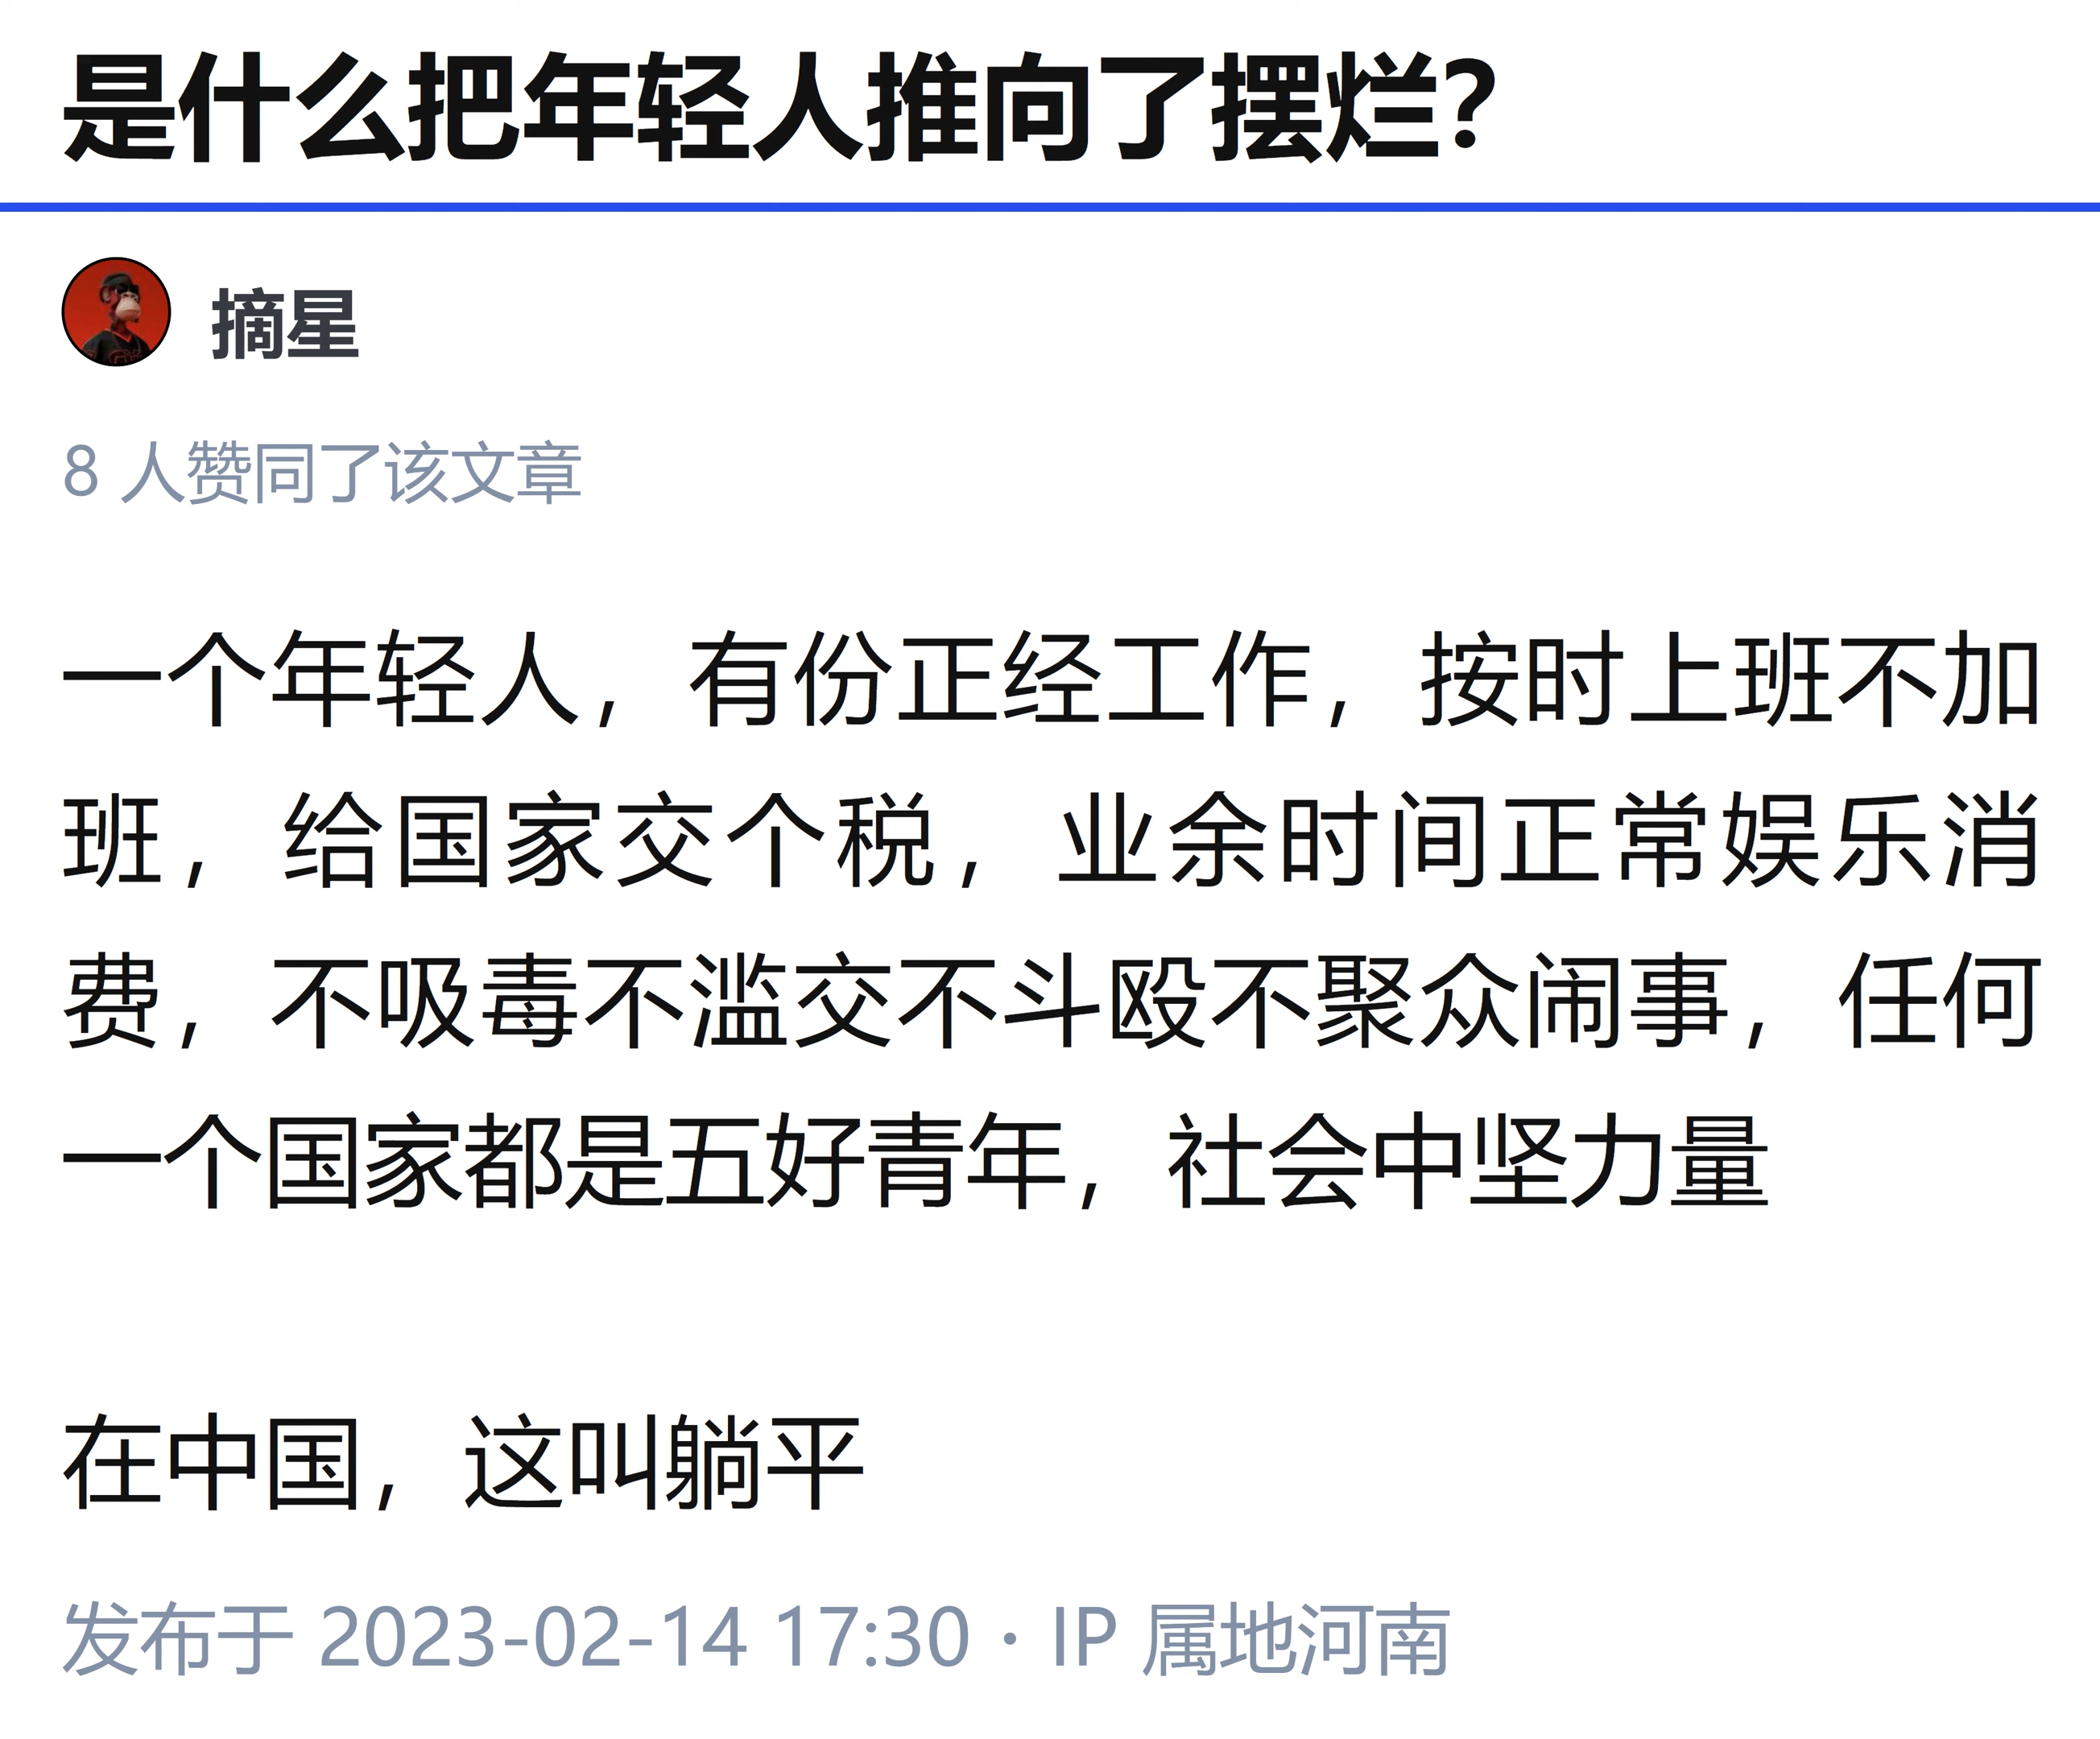 是什么把年轻人推向了摆烂？
摘星
8 人赞同了该文章
一个年轻人，有份正经工作，按时上班不加
班，给国家交个税，业余时间正常娱乐消
费，不吸毒不滥交不斗殴不聚众闹事，任何
一个国家都是五好青年，社会中坚力量
在中国，这叫躺平
发布于 2023-02-14 17:30 · IP 属地河南